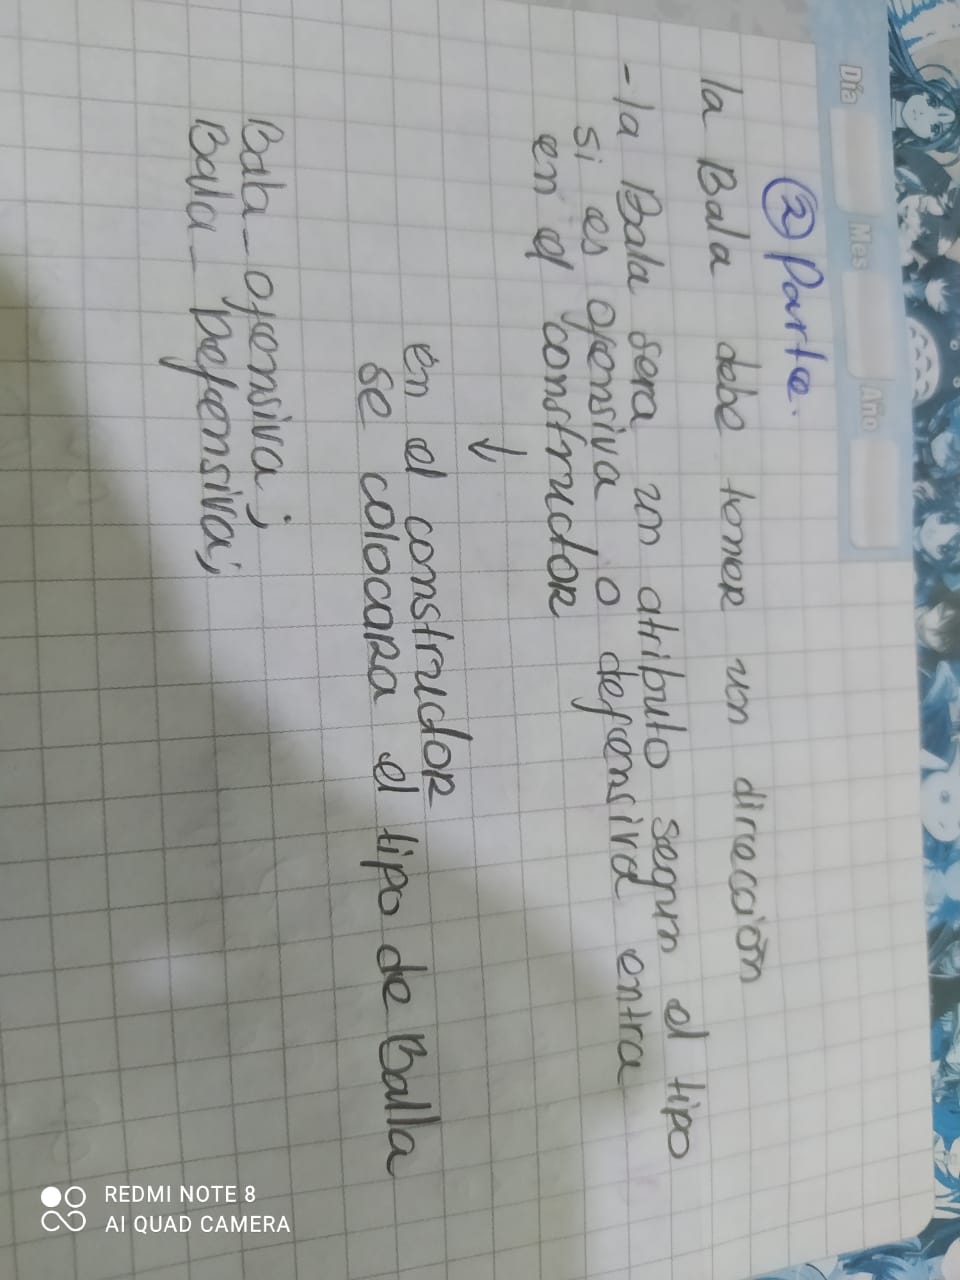 Día Mes Año
② Parte.
la Bala debe tener un dirección
- la Bala sera un atributo segun el tipo
si es ofensiva, o defensiva entra
en el constructor
↓
en el constructor
se colocara el tipo de Balla
Bala_ofensiva;
Bala_Defensiva;
REDMI NOTE 8
AI QUAD CAMERA